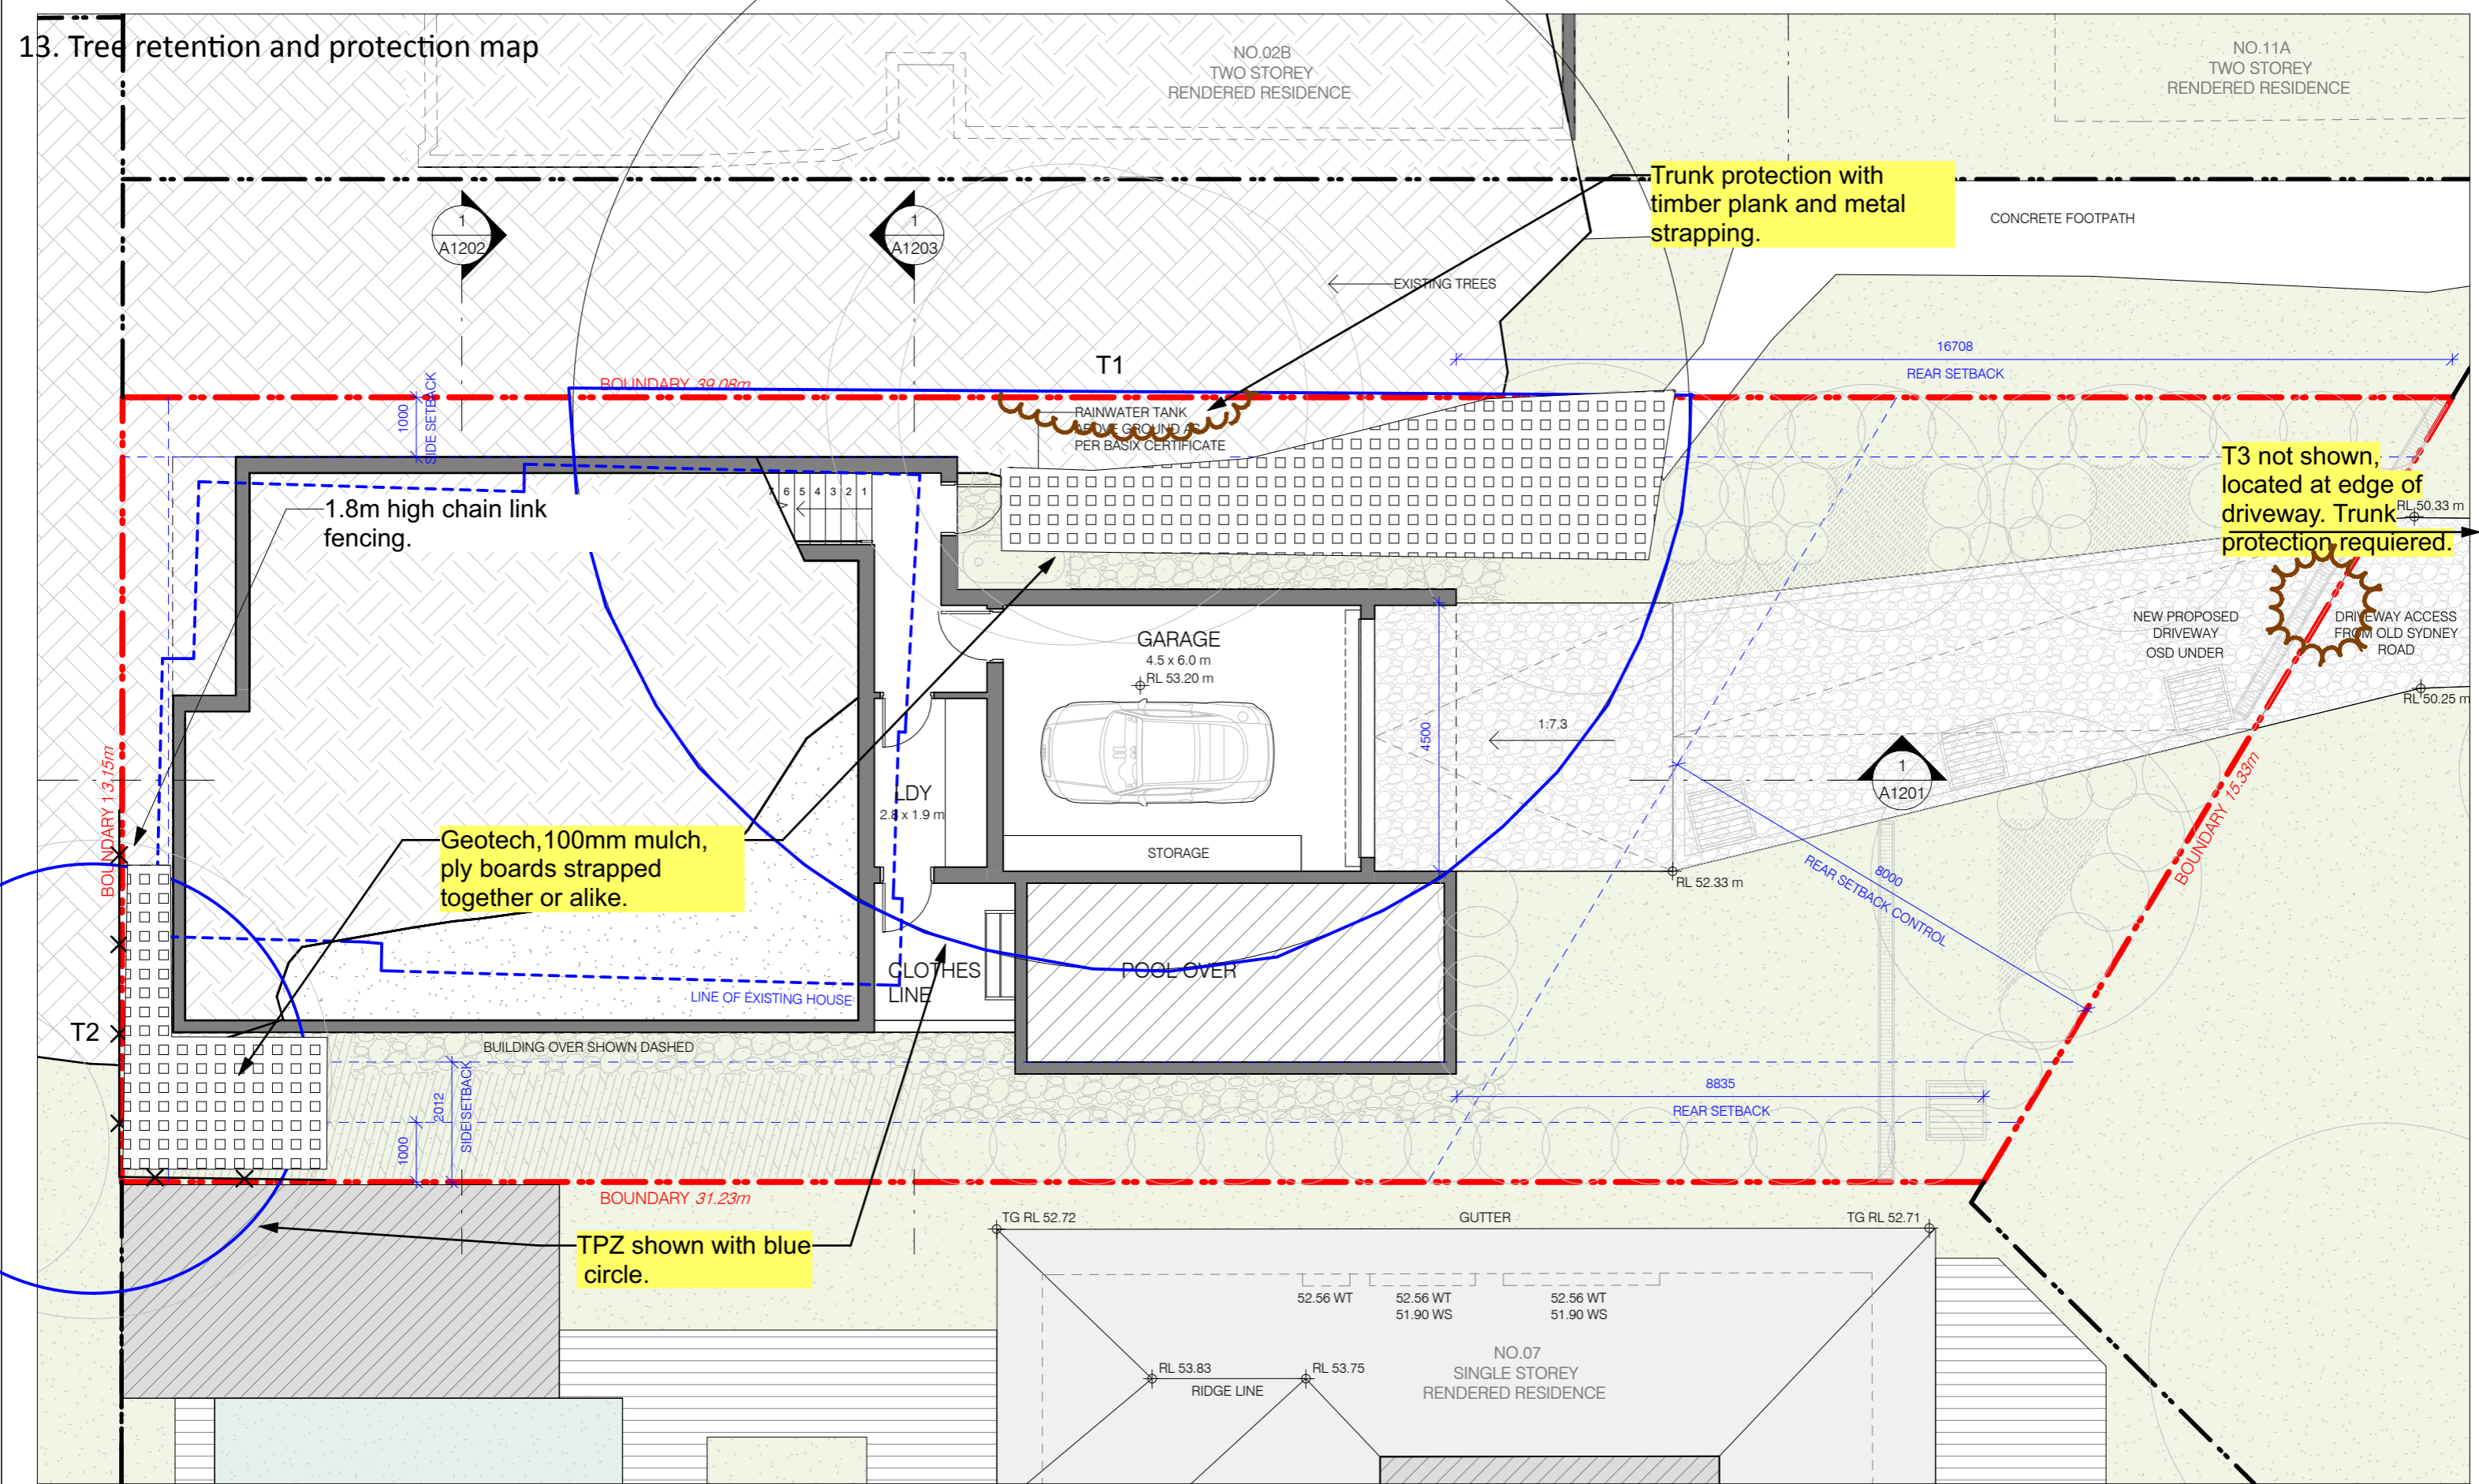 13. Tree retention and protection map
NO.02B
TWO STOREY
RENDERED RESIDENCE
NO.11A
TWO STOREY
RENDERED RESIDENCE
Trunk protection with
timber plank and metal
strapping.
CONCRETE FOOTPATH
1
A1202
1
A1203
EXISTING TREES
T1
16708
REAR SETBACK
BOUNDARY 39.08m
1000
SIDE SETBACK
RAINWATER TANK
ABOVE GROUND AS
PER BASIX CERTIFICATE
T3 not shown,
located at edge of
driveway. Trunk
protection requiered.
RL 50.33 m
1.8m high chain link
fencing.
7 6 5 4 3 2 1
GARAGE
4.5 x 6.0 m
RL 53.20 m
NEW PROPOSED
DRIVEWAY
OSD UNDER
DRIVEWAY ACCESS
FROM OLD SYDNEY
ROAD
RL 50.25 m
4500
1:7.3
1
A1201
BOUNDARY 13.15m
LDY
2.8 x 1.9 m
BOUNDARY 15.33m
Geotech,100mm mulch,
ply boards strapped
together or alike.
STORAGE
8000
REAR SETBACK CONTROL
RL 52.33 m
CLOTHES
LINE
POOL OVER
LINE OF EXISTING HOUSE
T2
BUILDING OVER SHOWN DASHED
2012
SIDE SETBACK
1000
8835
REAR SETBACK
BOUNDARY 31.23m
TG RL 52.72
GUTTER
TG RL 52.71
TPZ shown with blue
circle.
52.56 WT
52.56 WT
51.90 WS
52.56 WT
51.90 WS
NO.07
SINGLE STOREY
RENDERED RESIDENCE
RL 53.83
RL 53.75
RIDGE LINE